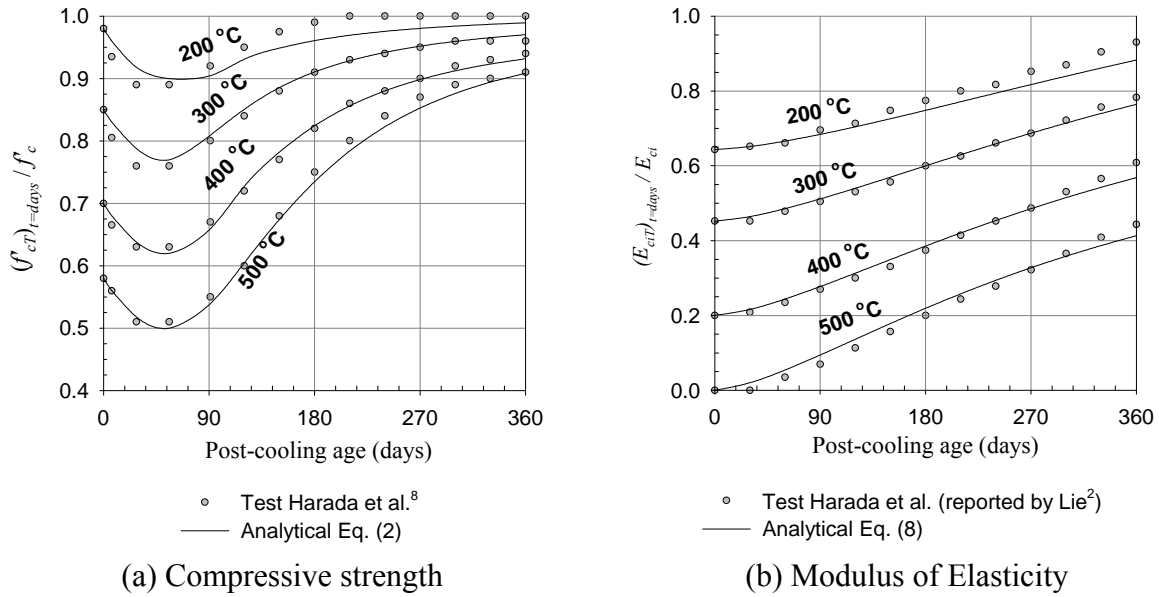 1.0
0.9
0.8
0.7
0.6
0.5
0.4
0
90
180
270
360
(f'cT)t=days / f'c
200 °C
300 °C
400 °C
500 °C
Post-cooling age (days)
Test Harada et al.8
Analytical Eq. (2)
(a) Compressive strength
1.0
0.8
0.6
0.4
0.2
0.0
0
90
180
270
360
(EciT)t=days / Eci
200 °C
300 °C
400 °C
500 °C
Post-cooling age (days)
Test Harada et al. (reported by Lie2)
Analytical Eq. (8)
(b) Modulus of Elasticity